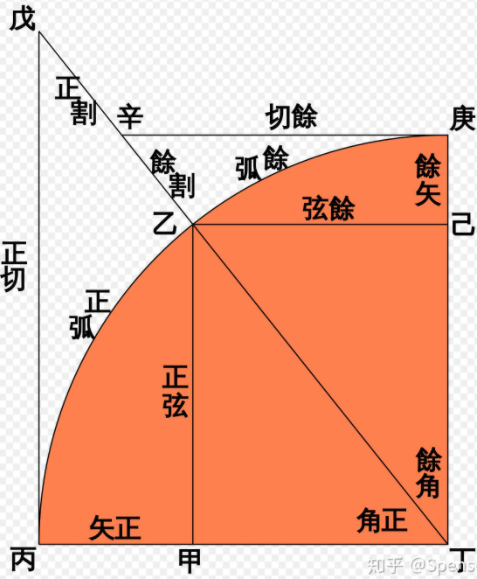 戊
正割
辛
餘切
庚
餘割
餘弧
餘矢
乙
餘弦
己
正切
正弧
正弦
餘角
正矢
正角
丙
甲
丁
知乎 @Spens